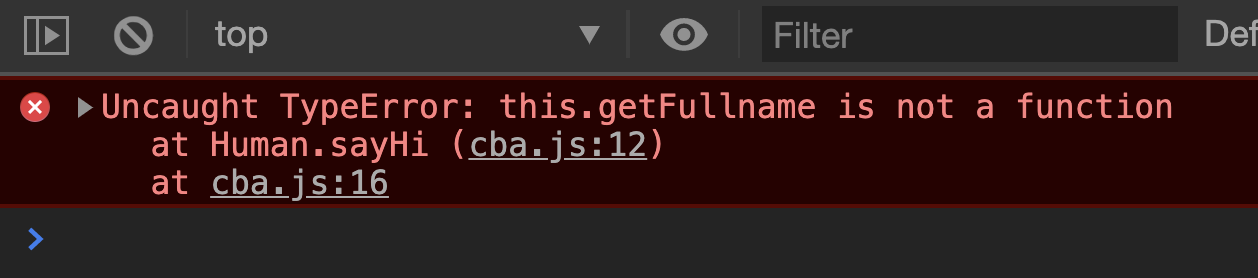 top
Filter
Def
Uncaught TypeError: this.getFullname is not a function
at Human.sayHi (cba.js:12)
at cba.js:16